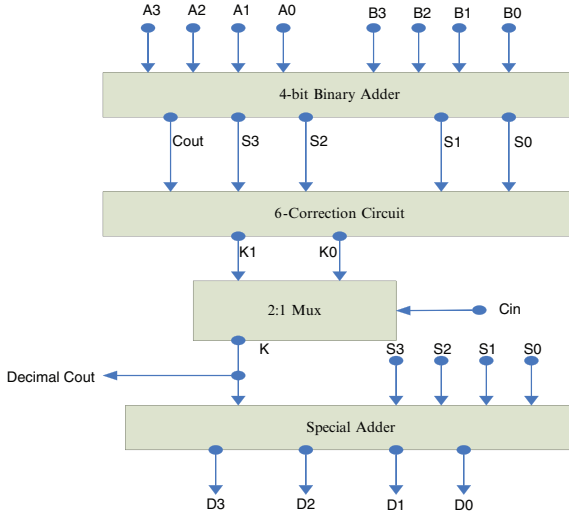 A3 A2 A1 A0 B3 B2 B1 B0
4-bit Binary Adder
Cout S3 S2 S1 S0
6-Correction Circuit
K1 K0
2:1 Mux
Cin
K
S3 S2 S1 S0
Decimal Cout
Special Adder
D3 D2 D1 D0